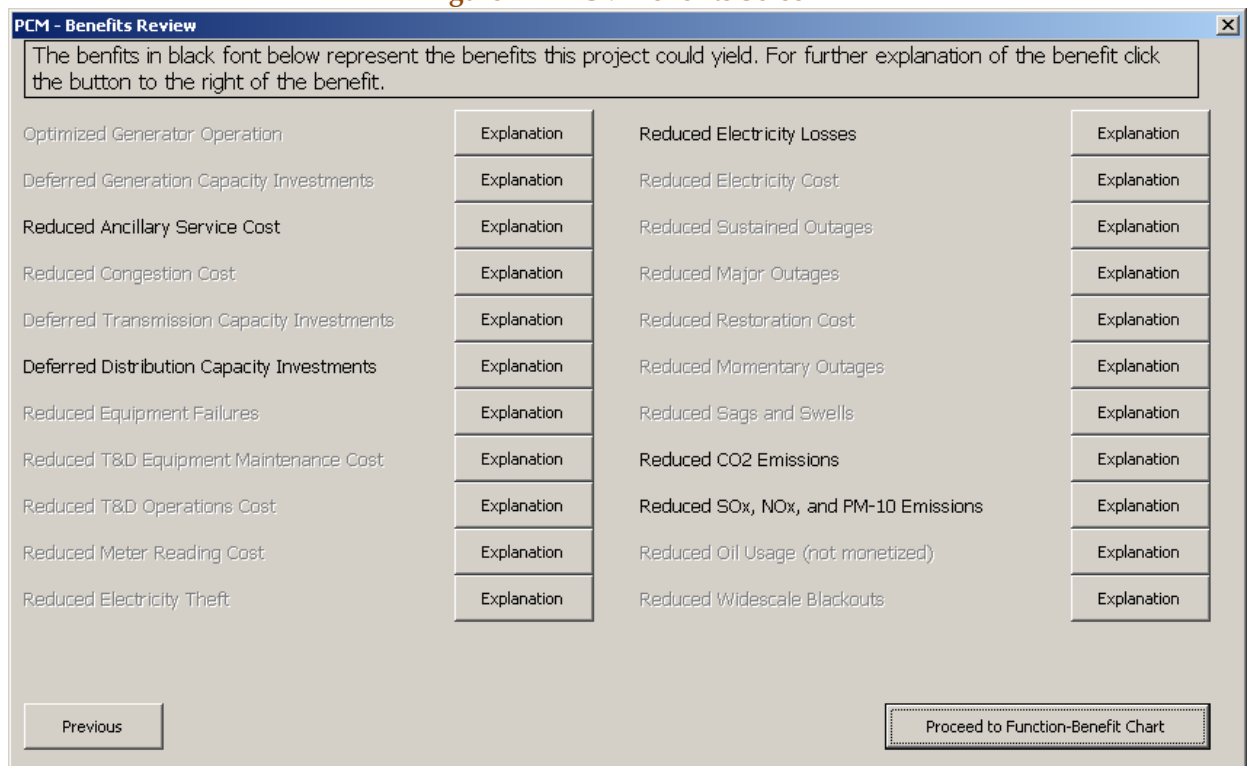 PCM - Benefits Review
The benfits in black font below represent the benefits this project could yield. For further explanation of the benefit click
the button to the right of the benefit.
Optimized Generator Operation Explanation Reduced Electricity Losses Explanation
Deferred Generation Capacity Investments Explanation Reduced Electricity Cost Explanation
Reduced Ancillary Service Cost Explanation Reduced Sustained Outages Explanation
Reduced Congestion Cost Explanation Reduced Major Outages Explanation
Deferred Transmission Capacity Investments Explanation Reduced Restoration Cost Explanation
Deferred Distribution Capacity Investments Explanation Reduced Momentary Outages Explanation
Reduced Equipment Failures Explanation Reduced Sags and Swells Explanation
Reduced T&D Equipment Maintenance Cost Explanation Reduced CO2 Emissions Explanation
Reduced T&D Operations Cost Explanation Reduced SOx, NOx, and PM-10 Emissions Explanation
Reduced Meter Reading Cost Explanation Reduced Oil Usage (not monetized) Explanation
Reduced Electricity Theft Explanation Reduced Widescale Blackouts Explanation
Previous Proceed to Function-Benefit Chart